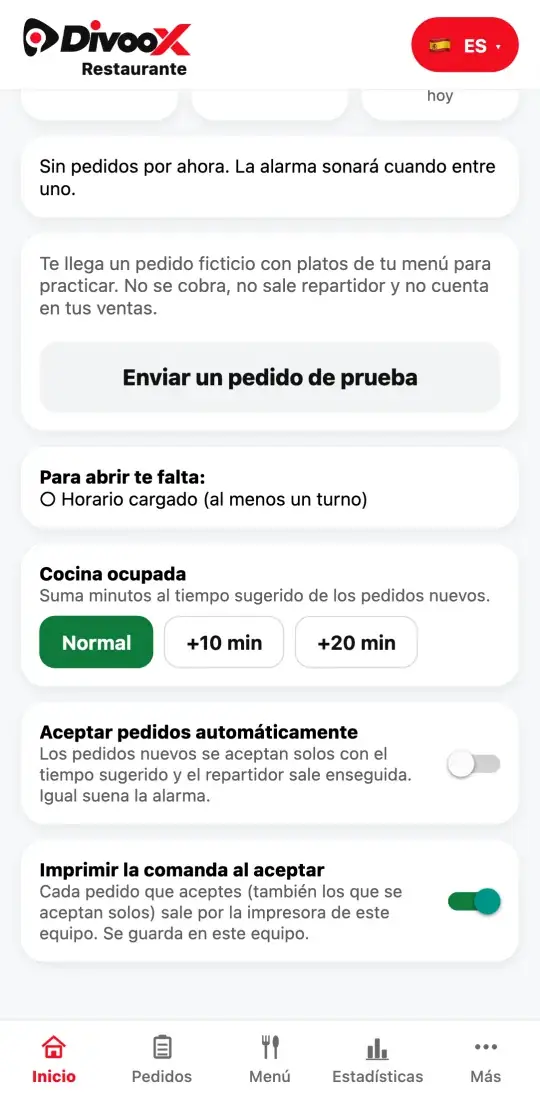 DivooX
Restaurante
ES
hoy
Sin pedidos por ahora. La alarma sonará cuando entre
uno.
Te llega un pedido ficticio con platos de tu menú para
practicar. No se cobra, no sale repartidor y no cuenta
en tus ventas.
Enviar un pedido de prueba
Para abrir te falta:
Horario cargado (al menos un turno)
Cocina ocupada
Suma minutos al tiempo sugerido de los pedidos nuevos.
Normal
+10 min
+20 min
Aceptar pedidos automáticamente
Los pedidos nuevos se aceptan solos con el
tiempo sugerido y el repartidor sale enseguida.
Igual suena la alarma.
Imprimir la comanda al aceptar
Cada pedido que aceptes (también los que se
aceptan solos) sale por la impresora de este
equipo. Se guarda en este equipo.
Inicio
Pedidos
Menú
Estadísticas
Más